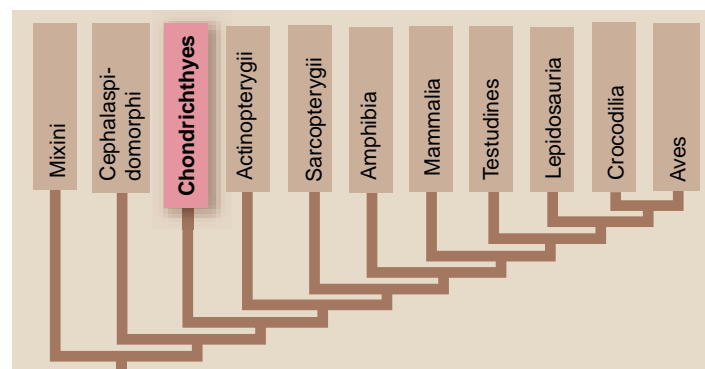 Mixini
Cephalaspi-
domorphi
Chondrichthyes
Actinopterygii
Sarcopterygii
Amphibia
Mammalia
Testudines
Lepidosauria
Crocodilia
Aves